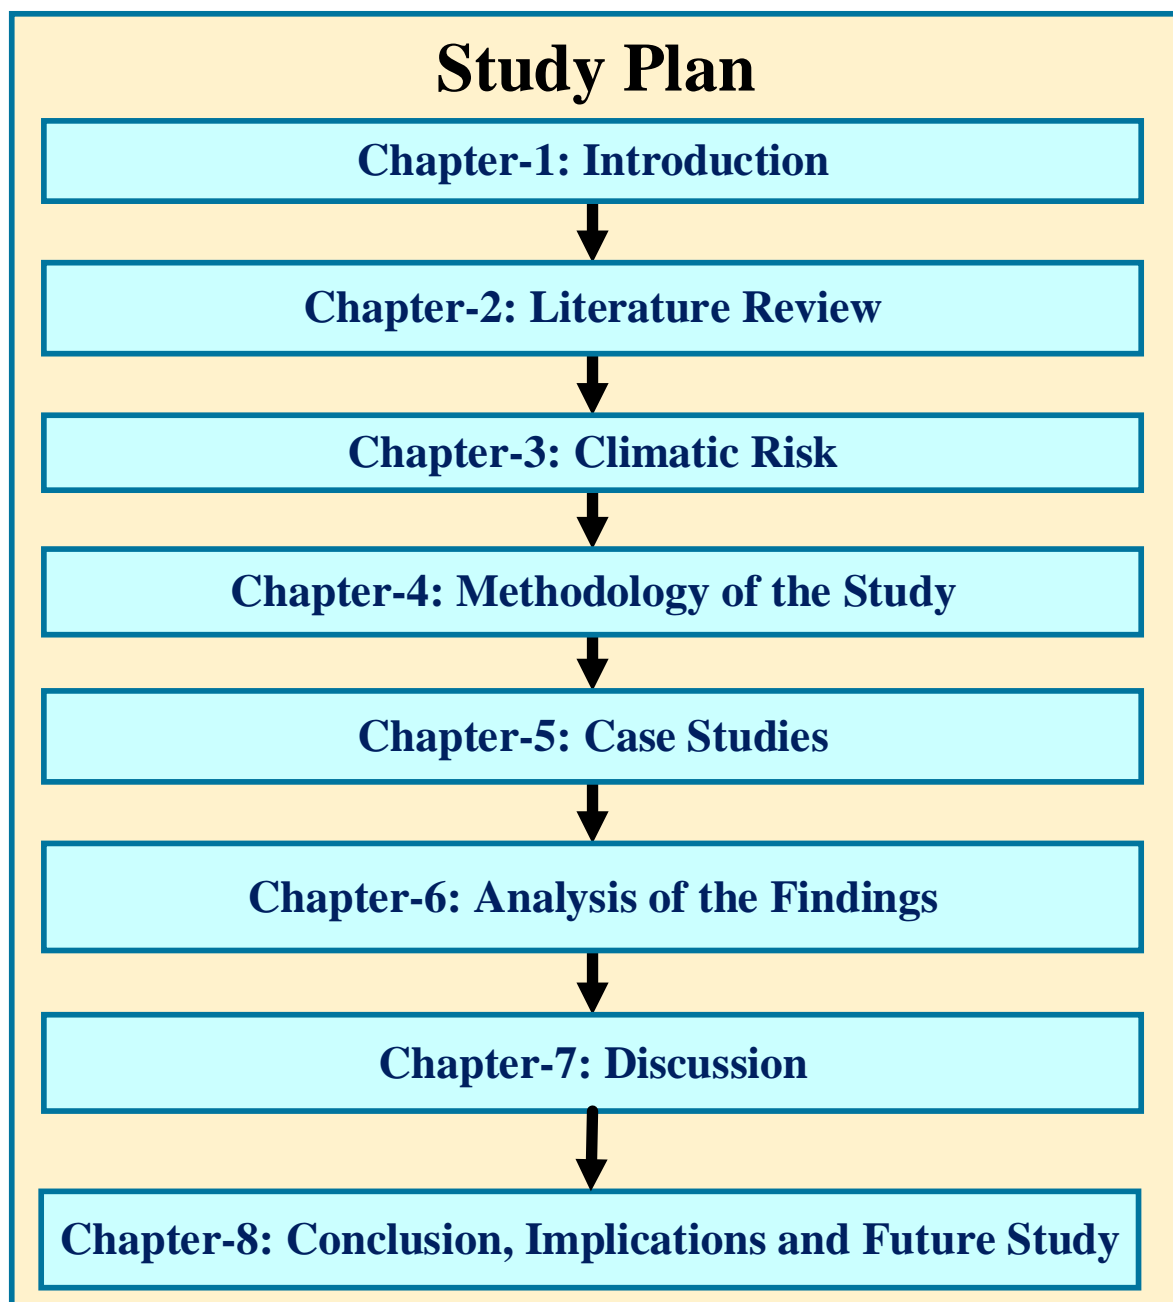 Study Plan
Chapter-1: Introduction
Chapter-2: Literature Review
Chapter-3: Climatic Risk
Chapter-4: Methodology of the Study
Chapter-5: Case Studies
Chapter-6: Analysis of the Findings
Chapter-7: Discussion
Chapter-8: Conclusion, Implications and Future Study